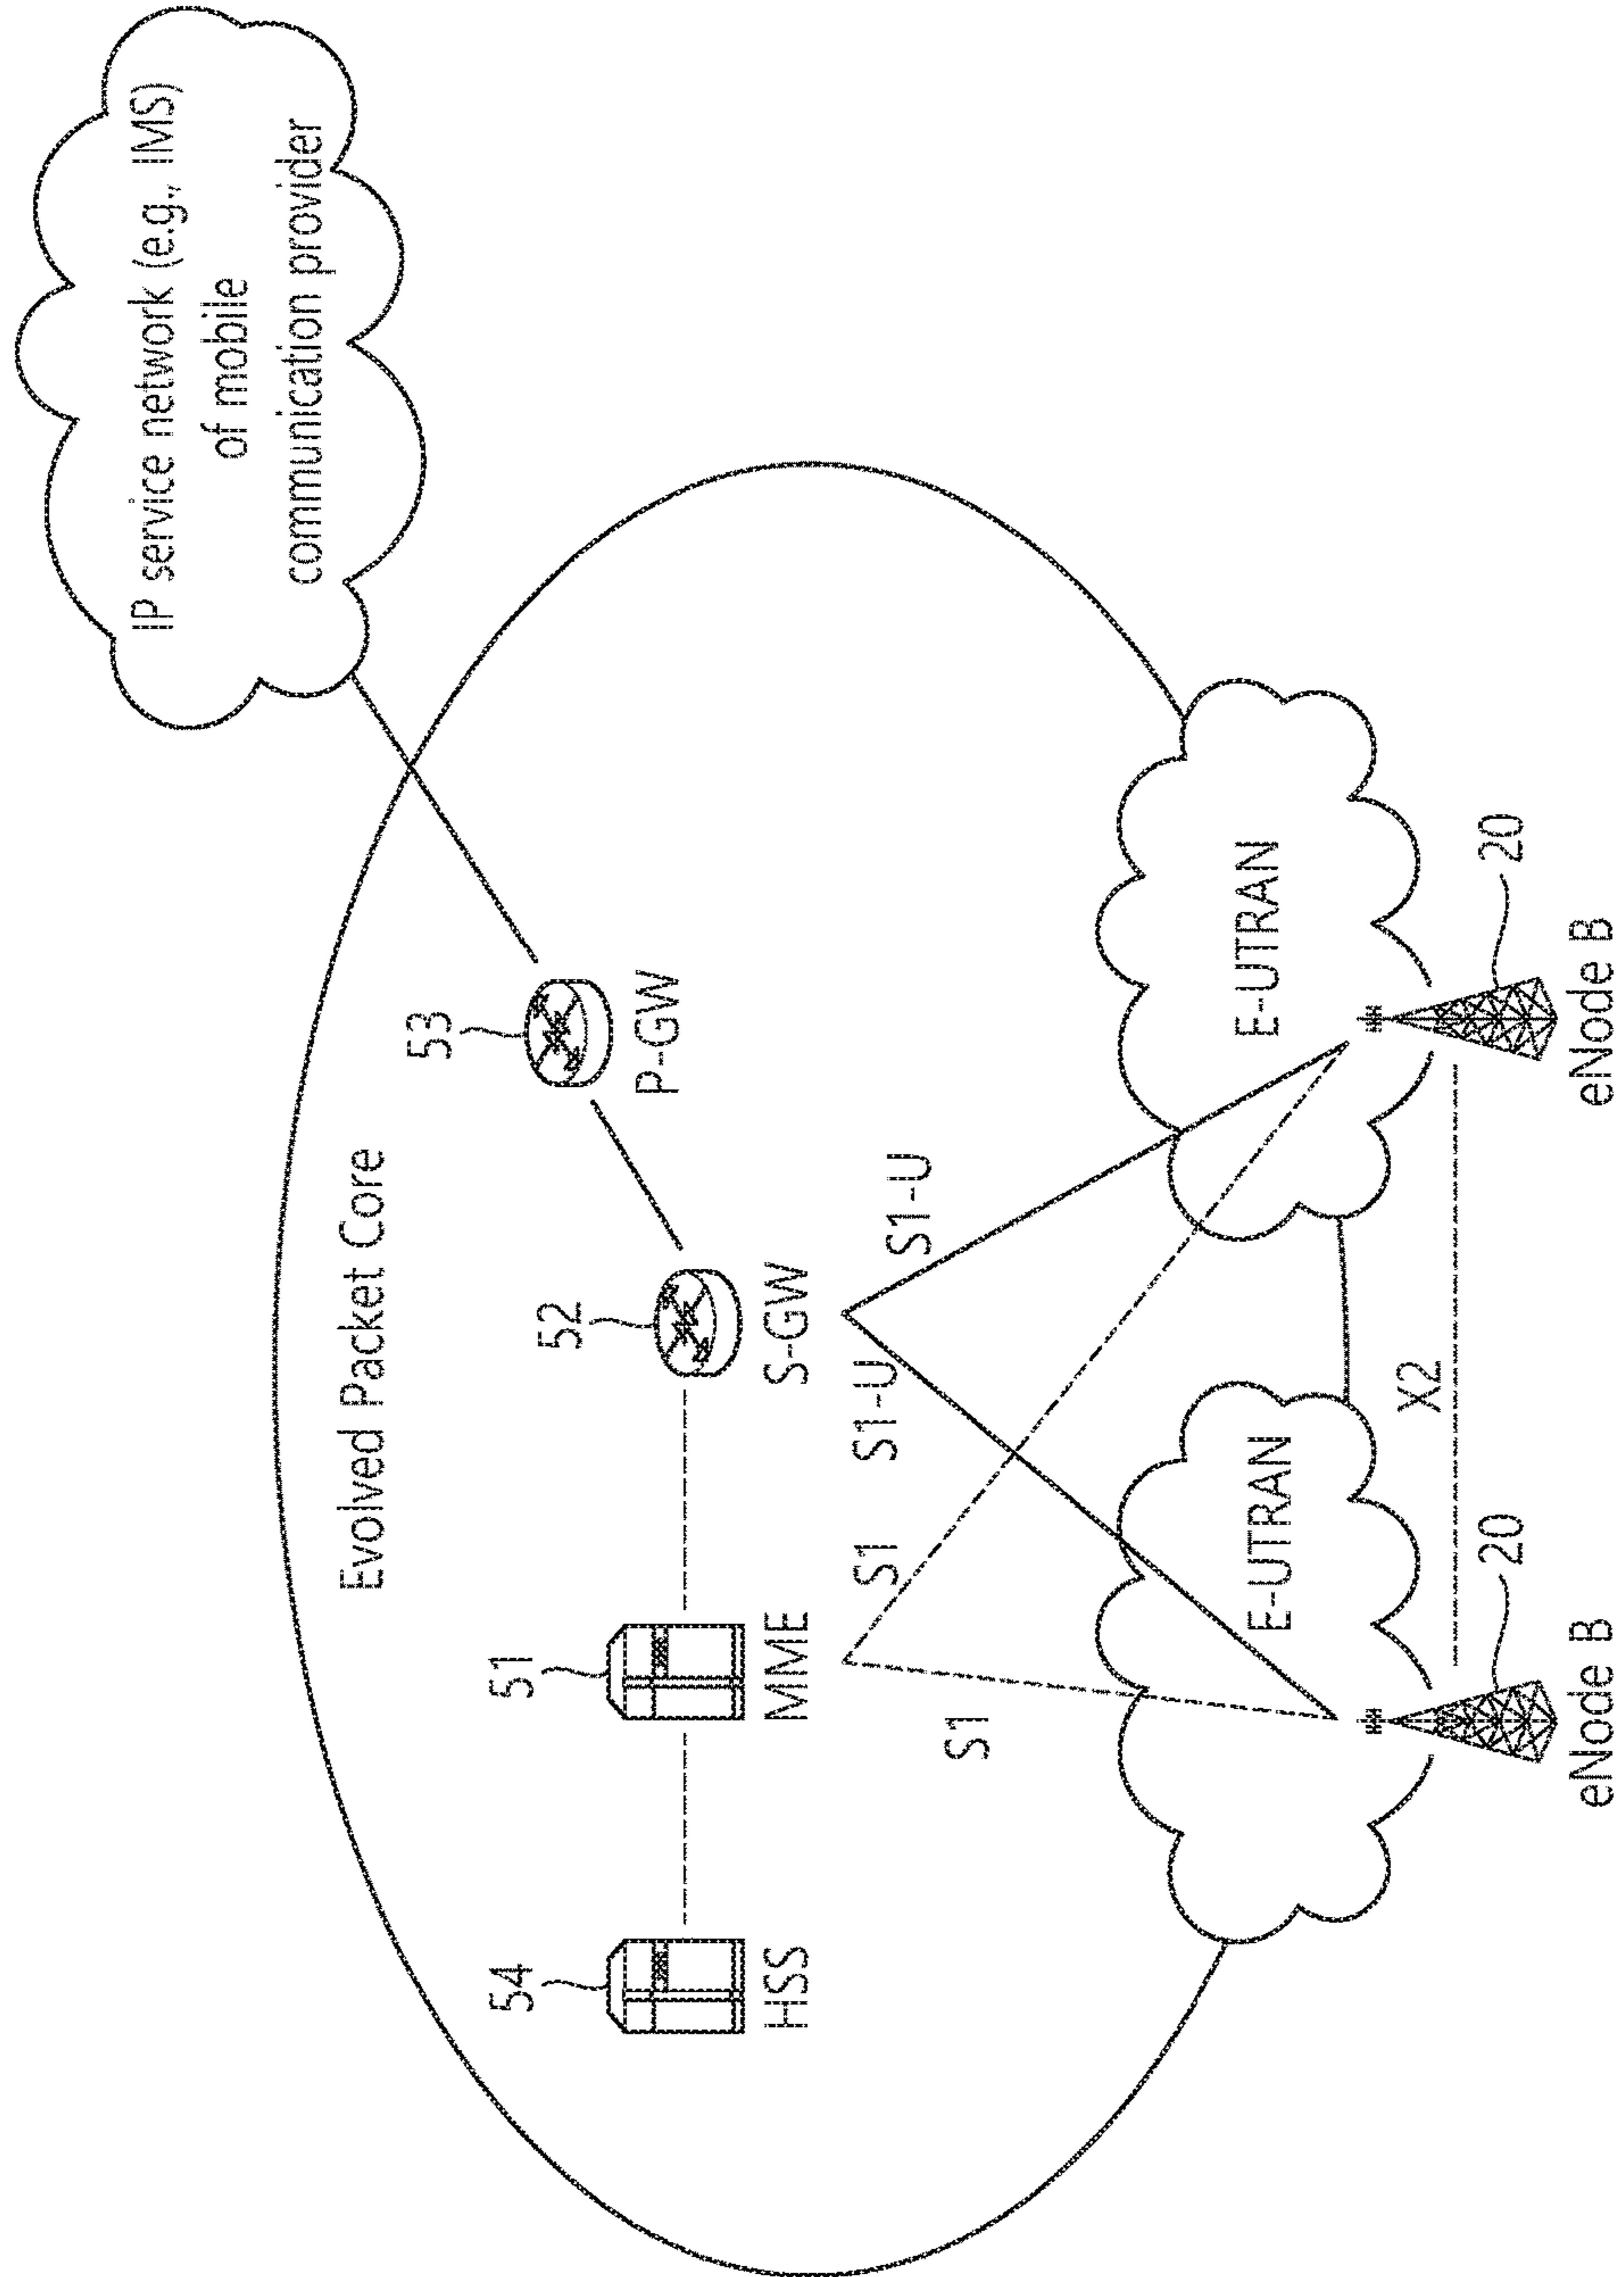 IP service network (e.g., IMS)
of mobile
communication provider
Evolved Packet Core
54
HSS
51
MME
52
S-GW
53
P-GW
S1
S1
S1-U
S1-U
E-UTRAN
E-UTRAN
X2
20
20
eNode B
eNode B